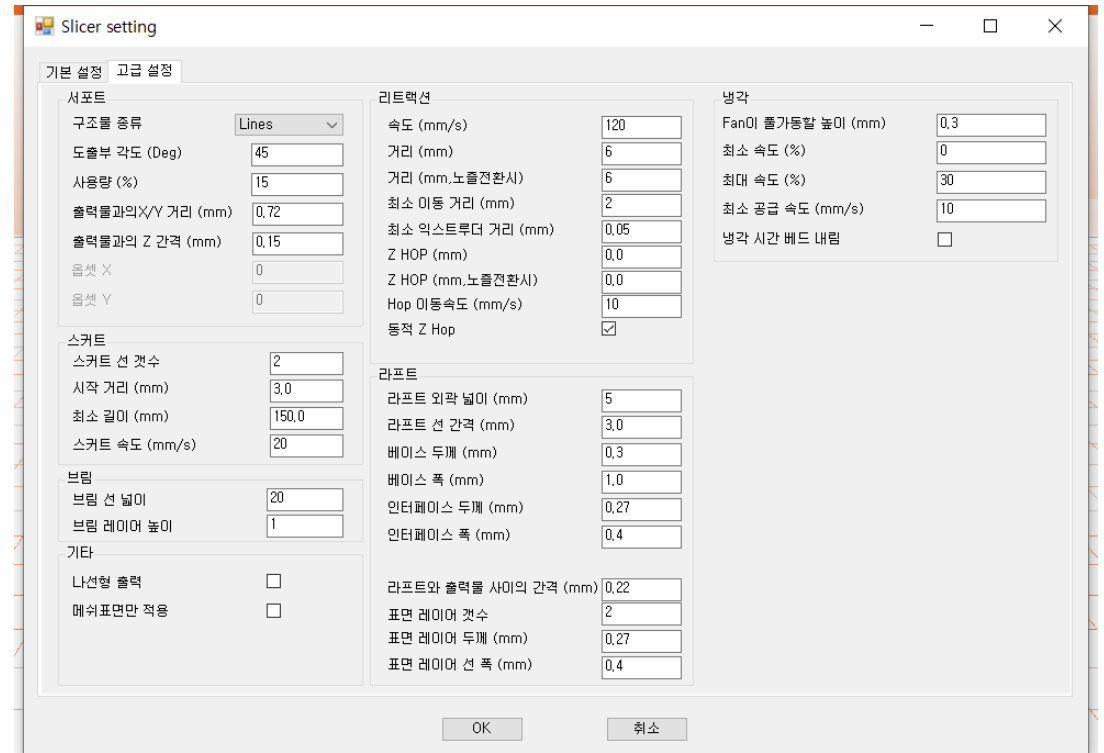 Slicer setting
기본 설정 고급 설정
서포트
구조물 종류 Lines
도출부 각도 (Deg) 45
사용량 (%) 15
출력물과의X/Y 거리 (mm) 0.72
출력물과의 Z 간격 (mm) 0.15
옵셋 X 0
옵셋 Y 0
스커트
스커트 선 갯수 2
시작 거리 (mm) 3.0
최소 길이 (mm) 150.0
스커트 속도 (mm/s) 20
브림
브림 선 넓이 20
브림 레이어 높이 1
기타
나선형 출력
메쉬표면만 적용
리트랙션
속도 (mm/s) 120
거리 (mm) 6
거리 (mm,노즐전환시) 6
최소 이동 거리 (mm) 2
최소 익스트루더 거리 (mm) 0.05
Z HOP (mm) 0.0
Z HOP (mm,노즐전환시) 0.0
Hop 이동속도 (mm/s) 10
동적 Z Hop
라프트
라프트 외곽 넓이 (mm) 5
라프트 선 간격 (mm) 3.0
베이스 두께 (mm) 0.3
베이스 폭 (mm) 1.0
인터페이스 두께 (mm) 0.27
인터페이스 폭 (mm) 0.4
라프트와 출력물 사이의 간격 (mm) 0.22
표면 레이어 갯수 2
표면 레이어 두께 (mm) 0.27
표면 레이어 선 폭 (mm) 0.4
냉각
Fan이 풀가동할 높이 (mm) 0.3
최소 속도 (%) 0
최대 속도 (%) 30
최소 공급 속도 (mm/s) 10
냉각 시간 베드 내림
OK 취소